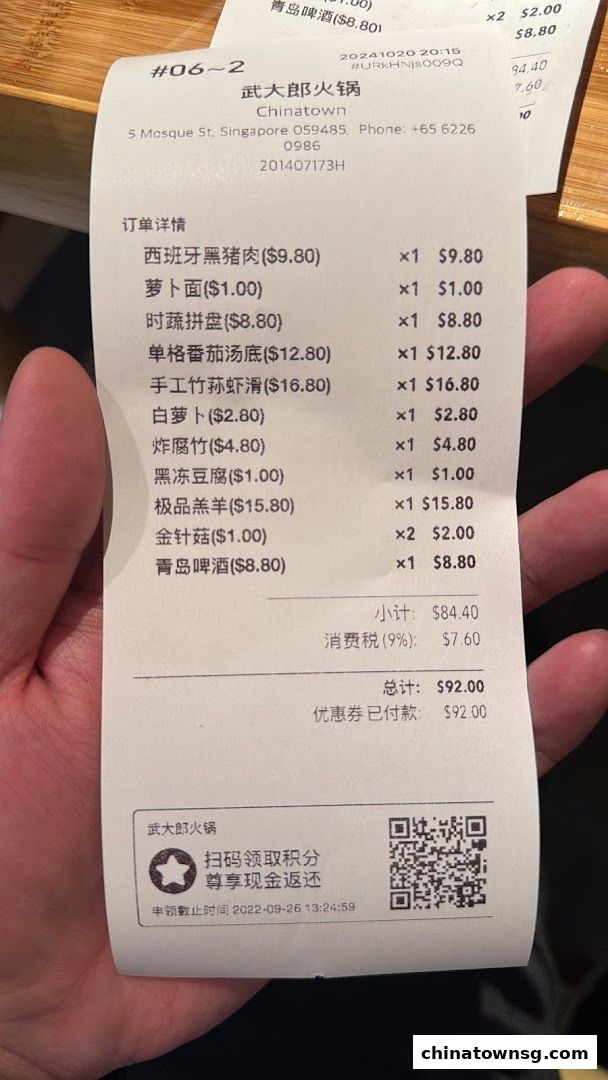 青岛啤酒($8.80)
×2 $2.00
$8.80
7.60
#06~2
20241020 20:15
#URkHNjsO09Q
武大郎火锅
Chinatown
5 Mosque St, Singapore 059485, Phone: +65 6226
0986
201407173H
订单详情
西班牙黑猪肉($9.80) ×1 $9.80
萝卜面($1.00) ×1 $1.00
时蔬拼盘($8.80) ×1 $8.80
单格番茄汤底($12.80) ×1 $12.80
手工竹荪虾滑($16.80) ×1 $16.80
白萝卜($2.80) ×1 $2.80
炸腐竹($4.80) ×1 $4.80
黑冻豆腐($1.00) ×1 $1.00
极品羔羊($15.80) ×1 $15.80
金针菇($1.00) ×2 $2.00
青岛啤酒($8.80) ×1 $8.80
小计: $84.40
消费税 (9%): $7.60
总计: $92.00
优惠券 已付款: $92.00
武大郎火锅
扫码领取积分
尊享现金返还
申领截止时间 2022-09-26 13:24:59
chinatownsg.com